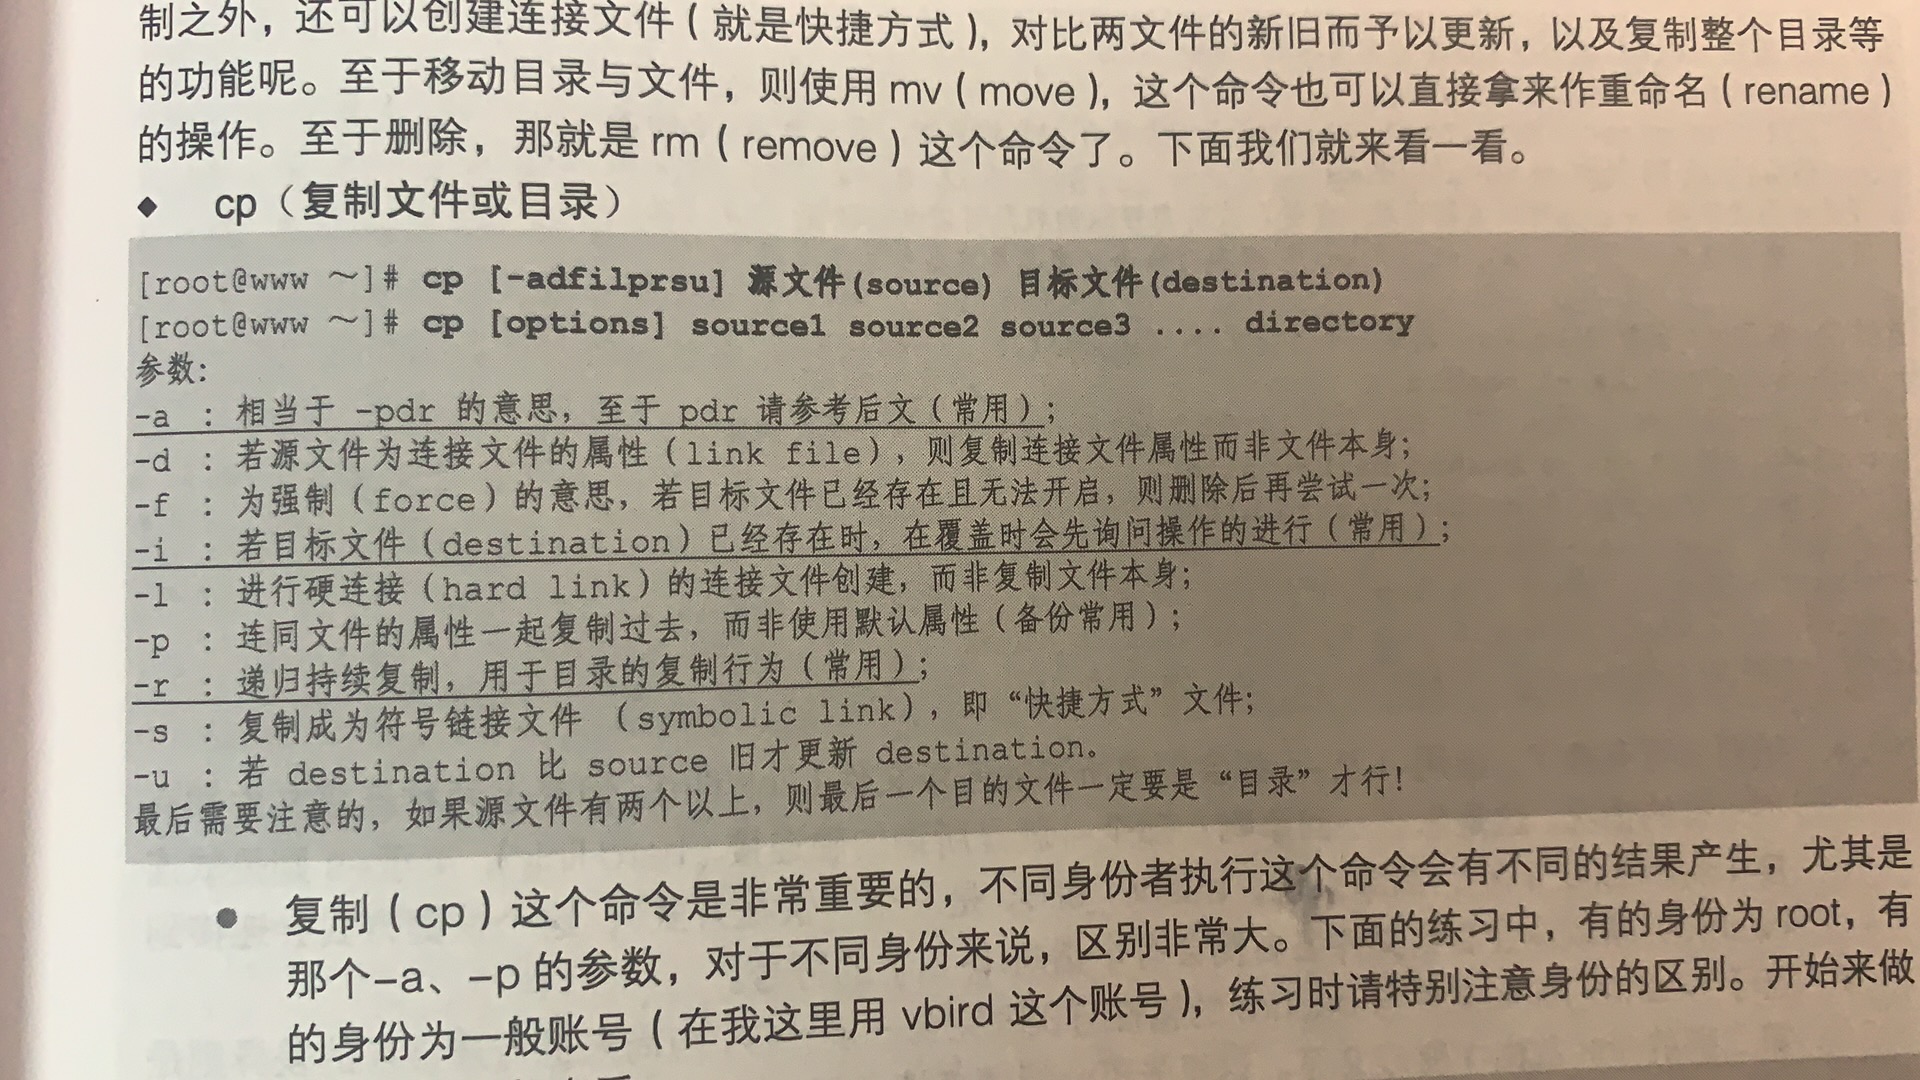 制之外，还可以创建连接文件（就是快捷方式），对比两文件的新旧而予以更新，以及复制整个目录等
的功能呢。至于移动目录与文件，则使用 mv（move），这个命令也可以直接拿来作重命名（rename）
的操作。至于删除，那就是 rm（remove）这个命令了。下面我们就来看一看。
◆ cp（复制文件或目录）
[root@www ～]# cp [-adfilprsu] 源文件(source) 目标文件(destination)
[root@www ～]# cp [options] source1 source2 source3 .... directory
参数:
-a : 相当于 -pdr 的意思，至于 pdr 请参考后文（常用）;
-d : 若源文件为连接文件的属性（link file），则复制连接文件属性而非文件本身;
-f : 为强制（force）的意思，若目标文件已经存在且无法开启，则删除后再尝试一次;
-i : 若目标文件（destination）已经存在时，在覆盖时会先询问操作的进行（常用）;
-l : 进行硬连接（hard link）的连接文件创建，而非复制文件本身;
-p : 连同文件的属性一起复制过去，而非使用默认属性（备份常用）;
-r : 递归持续复制，用于目录的复制行为（常用）;
-s : 复制成为符号链接文件 （symbolic link），即“快捷方式”文件;
-u : 若 destination 比 source 旧才更新 destination。
最后需要注意的，如果源文件有两个以上，则最后一个目的文件一定要是“目录”才行!
● 复制（cp）这个命令是非常重要的，不同身份者执行这个命令会有不同的结果产生，尤其是
那个-a、-p 的参数，对于不同身份来说，区别非常大。下面的练习中，有的身份为 root，有
的身份为一般账号（在我这里用 vbird 这个账号），练习时请特别注意身份的区别。开始来做